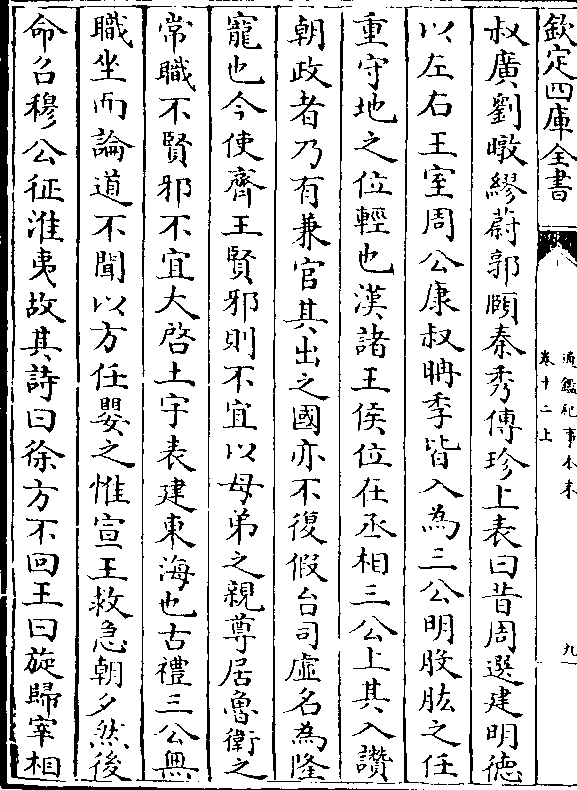 欽定四庫全書
通鑑紀事本末
卷十二上
九
叔廣劉暾繆蔚郭頤秦秀傅珍上表曰昔周選建明德
以左右王室周公康叔聃季皆入為三公明股肱之任
重守地之位輕也漢諸王侯位在丞相三公上其入讚
朝政者乃有兼官其出之國亦不復假台司虛名為隆
寵也今使齊王賢邪則不宜以母弟之親尊居魯衛之
常職不賢邪不宜大啓土宇表建東海也古禮三公無
職坐而論道不聞以方任嬰之惟宣王救急朝夕然後
命召穆公征淮夷故其詩曰徐方不回王曰旋歸宰相